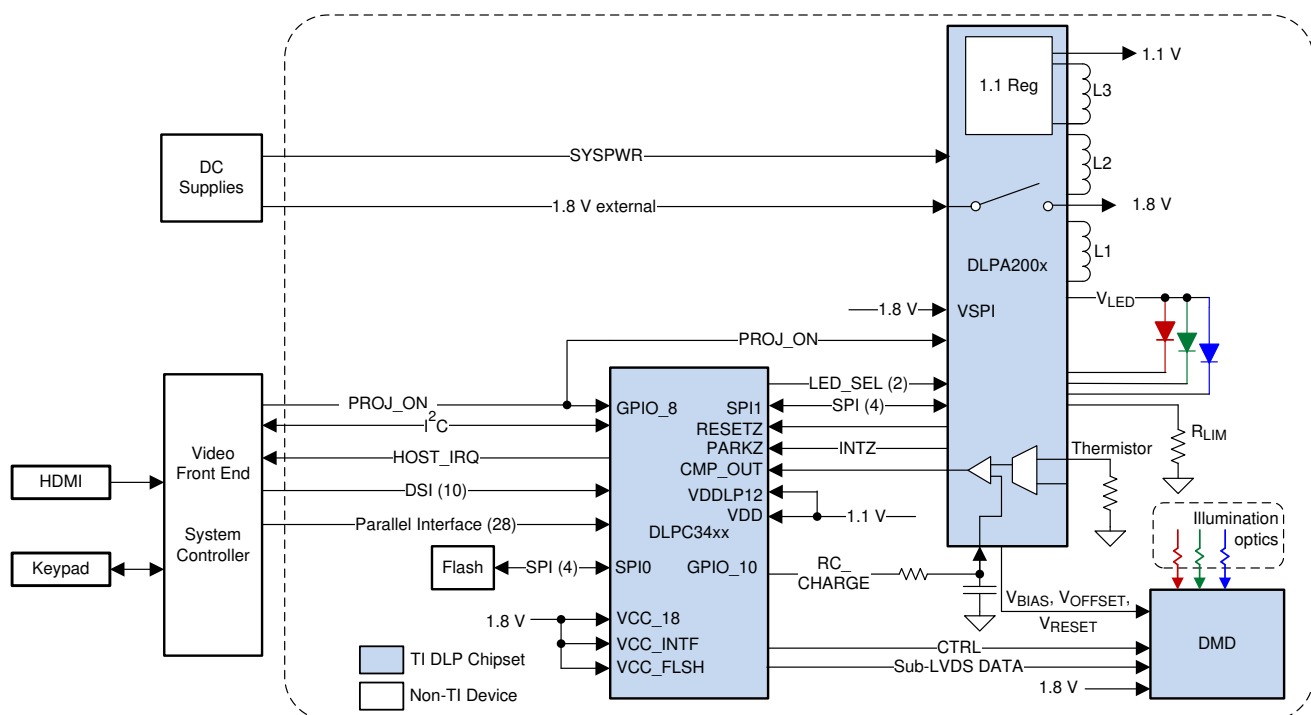 1.1 Reg
1.1 V
L3
DC
Supplies
SYSPWR
L2
1.8 V external
1.8 V
L1
DLPA200x
VLED
1.8 V
VSPI
PROJ_ON
LED_SEL (2)
PROJ_ON
GPIO_8
SPI1
SPI (4)
I2C
RESETZ
RLIM
Video
Front End
PARKZ
INTZ
Thermistor
HOST_IRQ
CMP_OUT
HDMI
DSI (10)
VDDLP12
Parallel Interface (28)
VDD
1.1 V
Illumination
optics
System
Controller
DLPC34xx
Keypad
Flash
SPI (4)
SPI0
GPIO_10
RC_
CHARGE
VBIAS, VOFFSET,
VRESET
1.8 V
VCC_18
VCC_INTF
VCC_FLSH
CTRL
DMD
TI DLP Chipset
Sub-LVDS DATA
Non-TI Device
1.8 V